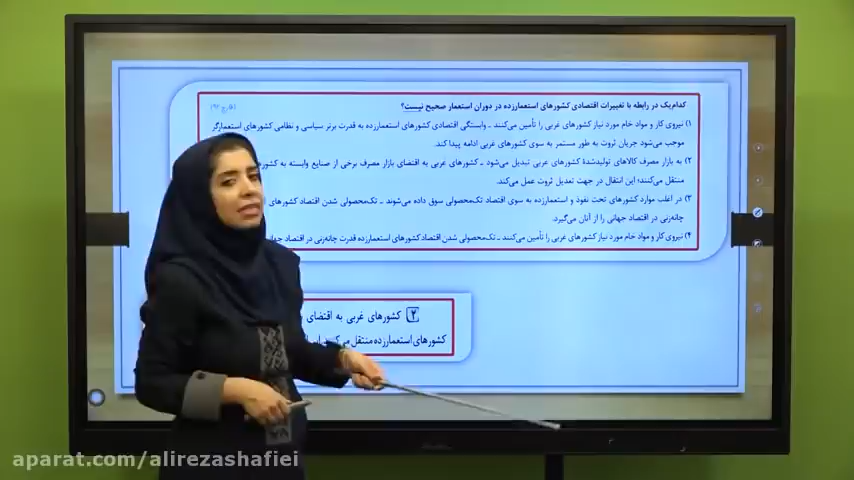 کدام‌یک در رابطه با تغییرات اقتصادی کشورهای استعمارزده در دوران استعمار صحیح نیست؟
۱) نیروی کار و مواد خام مورد نیاز کشورهای غربی را تأمین می‌کنند ـ وابستگی اقتصادی کشورهای استعمارزده به قدرت برتر سیاسی و نظامی کشورهای استعمارگر
موجب می‌شود جریان ثروت به طور مستمر به سوی کشورهای غربی ادامه پیدا کند.
۲) به بازار مصرف کالاهای تولیدشدهٔ کشورهای غربی تبدیل می‌شود ـ کشورهای غربی به اقتضای بازار مصرف برخی از صنایع وابسته به
منتقل می‌کنند؛ این انتقال در جهت تعدیل ثروت عمل می‌کند.
۳) در اغلب موارد کشورهای تحت نفوذ و استعمارزده به سوی اقتصاد تک‌محصولی سوق داده می‌شوند ـ تک‌محصولی شدن اقتصاد کشورهای
چانه‌زنی در اقتصاد جهانی را از آنان می‌گیرد.
۴) نیروی کار و مواد خام مورد نیاز کشورهای غربی را تأمین می‌کنند ـ تک‌محصولی شدن اقتصاد کشورهای استعمارزده قدرت چانه‌زنی در اقتصاد
۲ کشورهای غربی به اقتضای
کشورهای استعمارزده منتقل
aparat.com/alirezashafiei